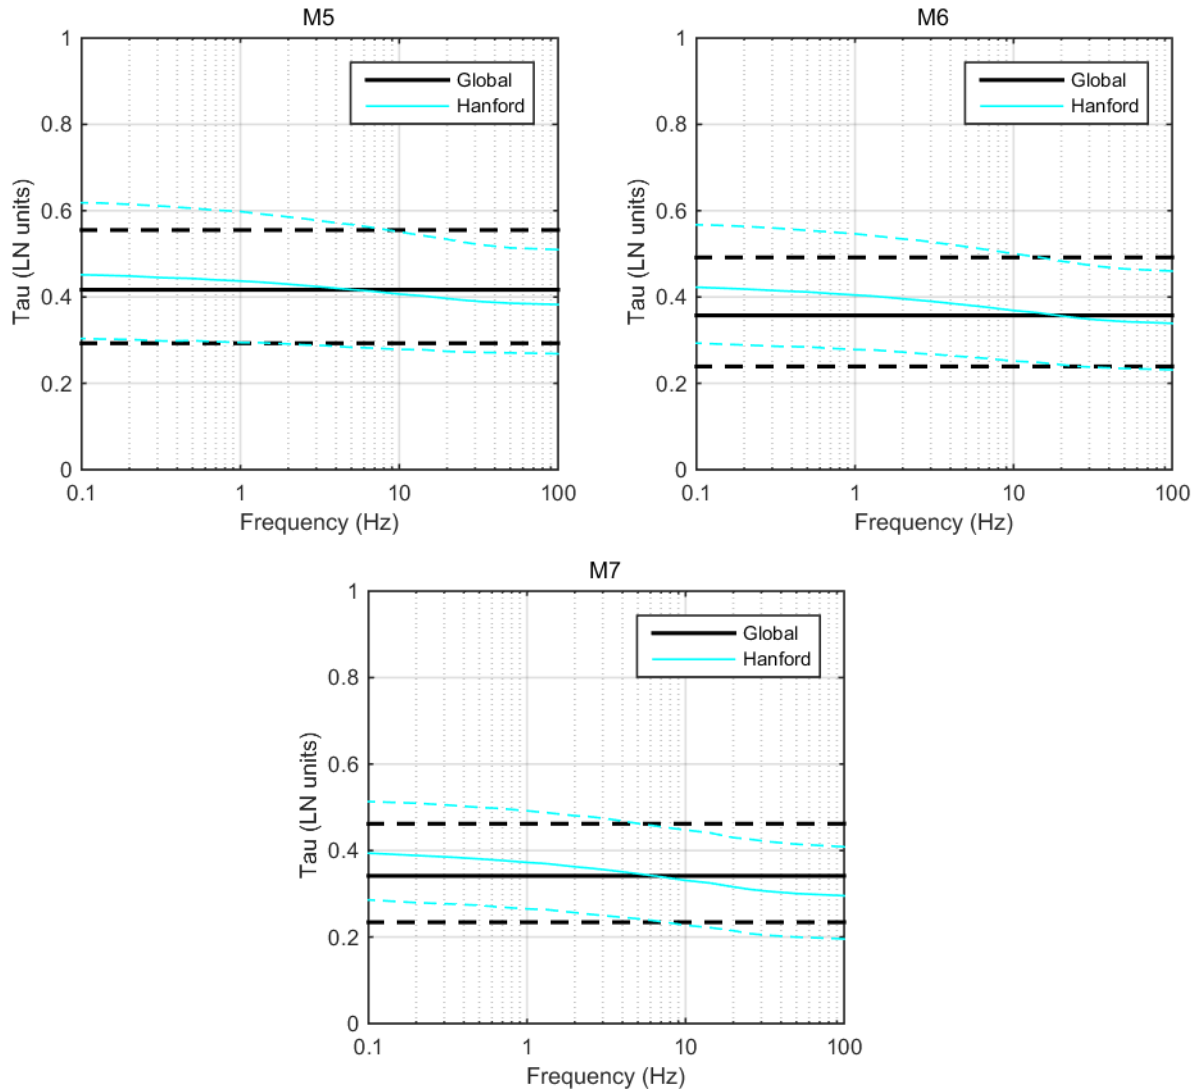 M5
1
0.8
0.6
0.4
0.2
0
Tau (LN units)
Global
Hanford
0.1 1 10 100
Frequency (Hz)
M6
1
0.8
0.6
0.4
0.2
0
Tau (LN units)
Global
Hanford
0.1 1 10 100
Frequency (Hz)
M7
1
0.8
0.6
0.4
0.2
0
Tau (LN units)
Global
Hanford
0.1 1 10 100
Frequency (Hz)